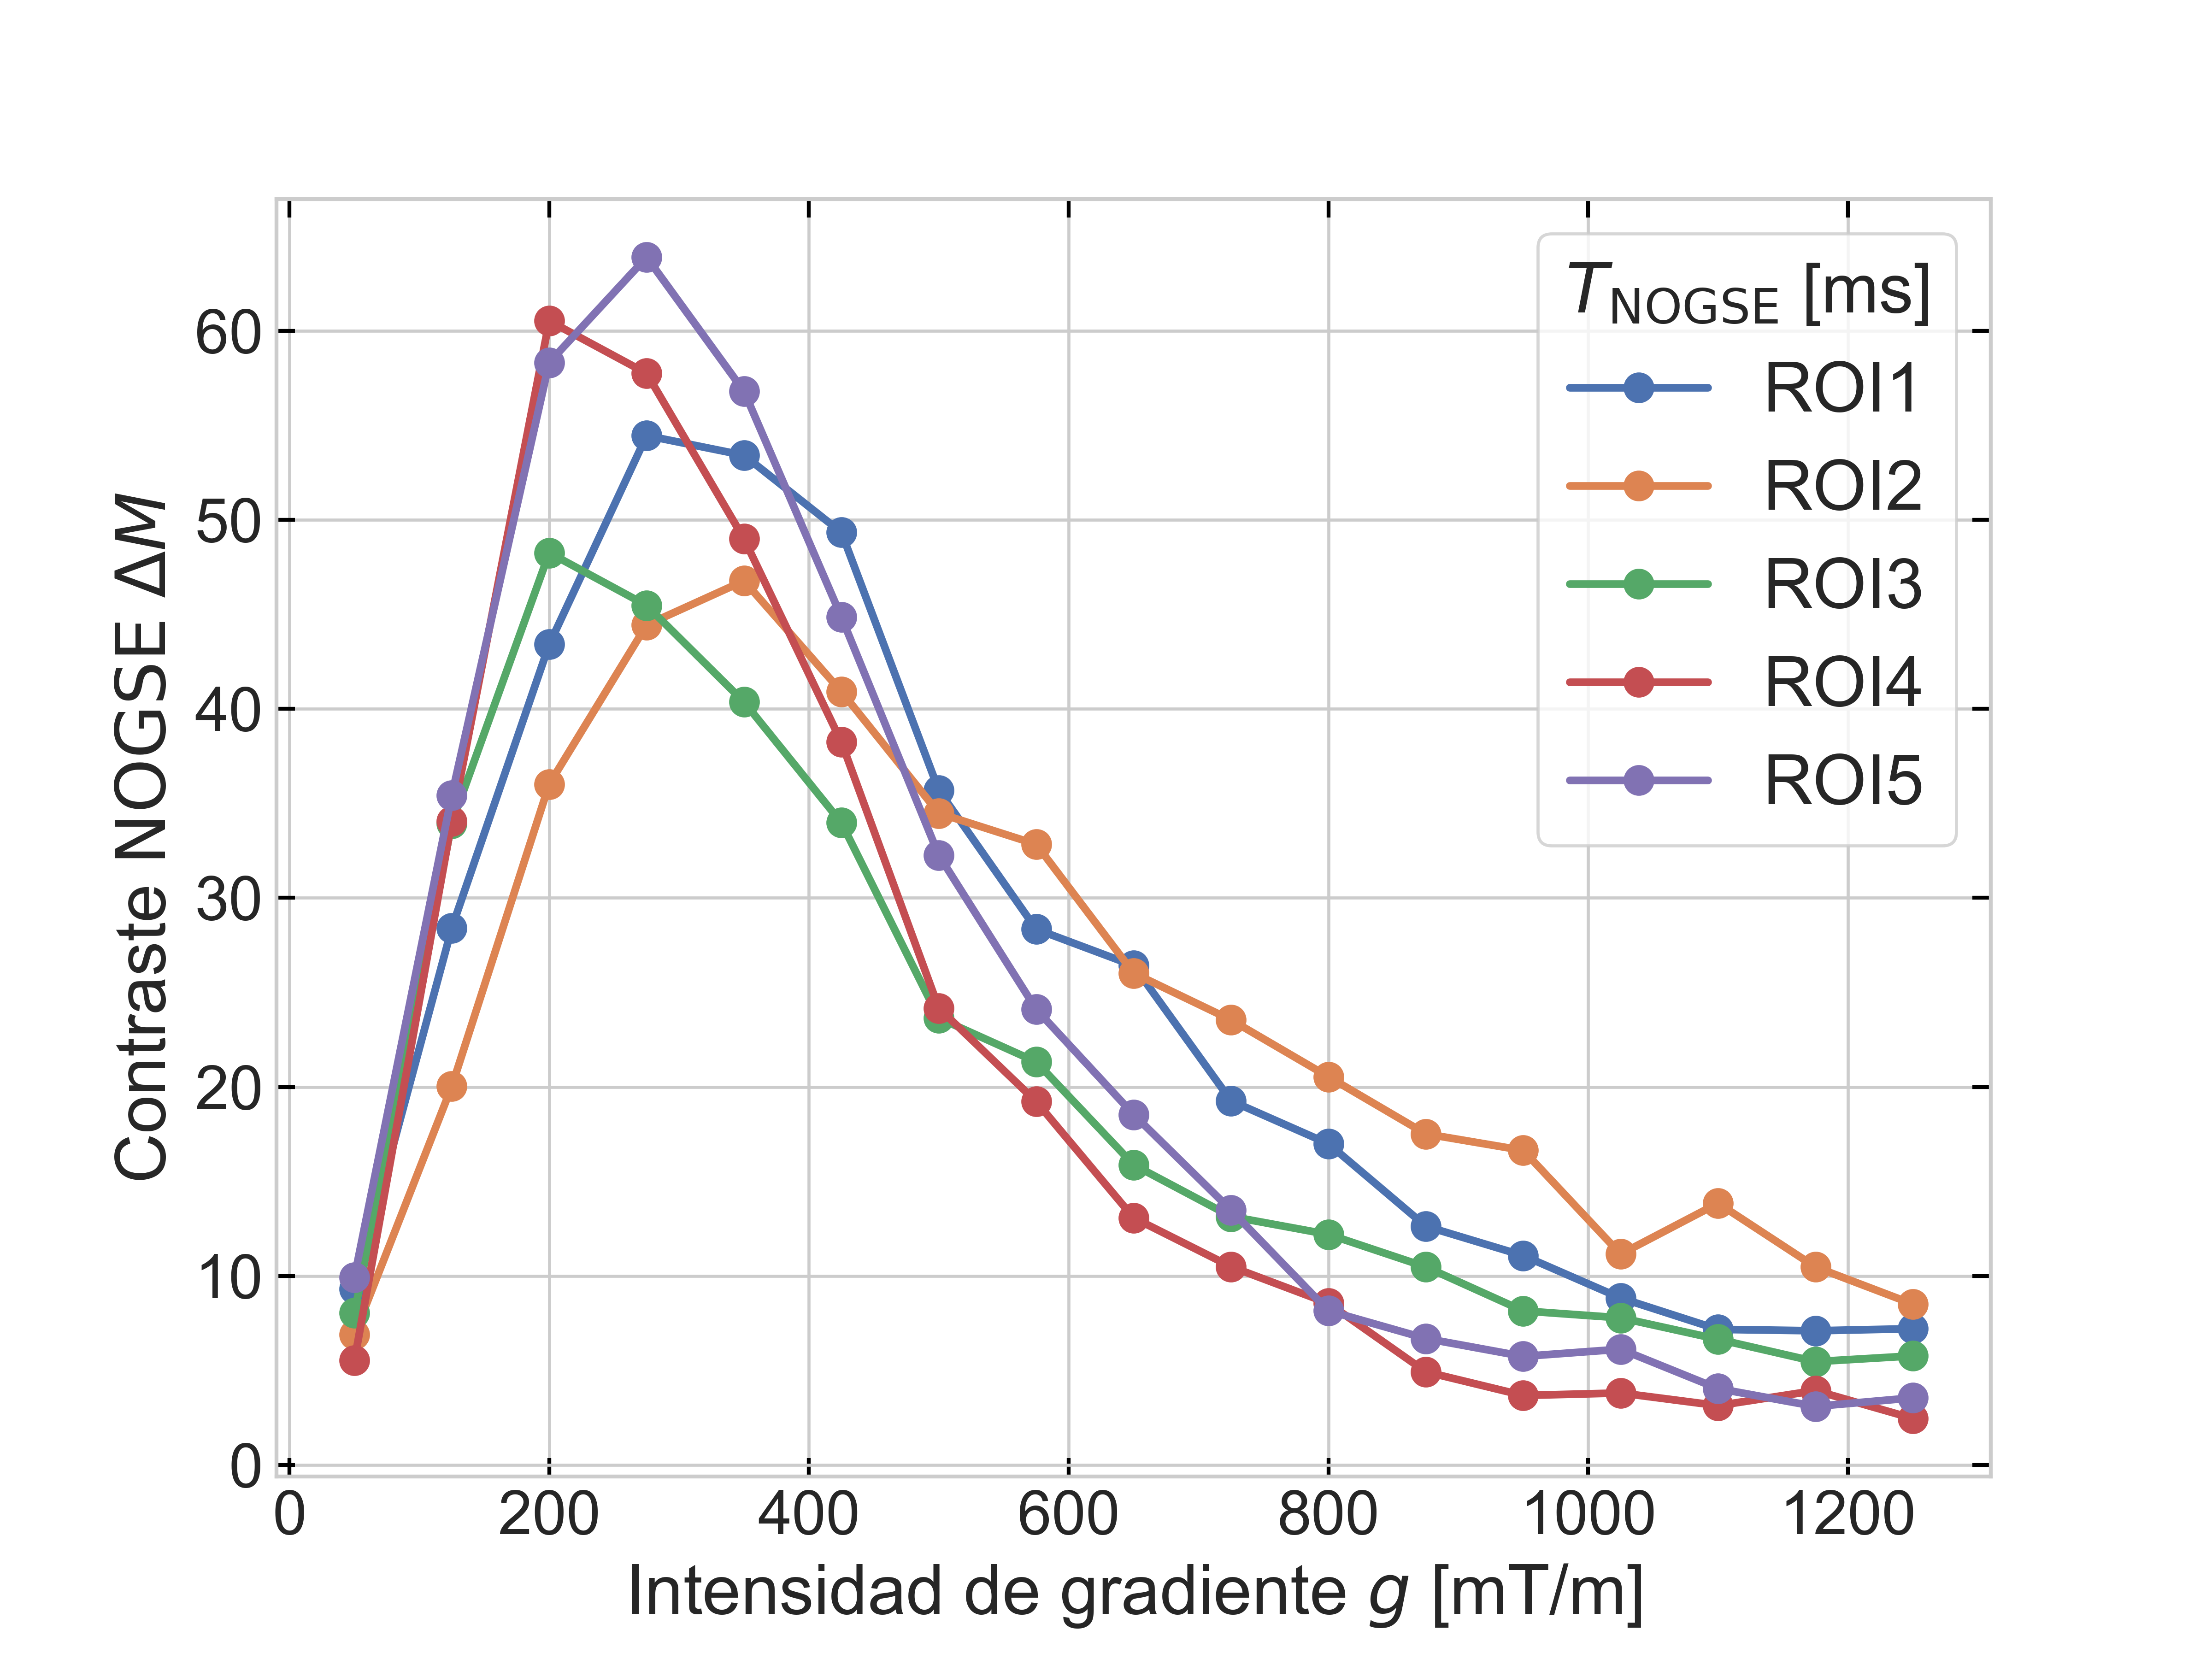 T_NOGSE [ms]
ROI1
ROI2
ROI3
ROI4
ROI5
Contraste NOGSE ΔM
60
50
40
30
20
10
0
0 200 400 600 800 1000 1200
Intensidad de gradiente g [mT/m]